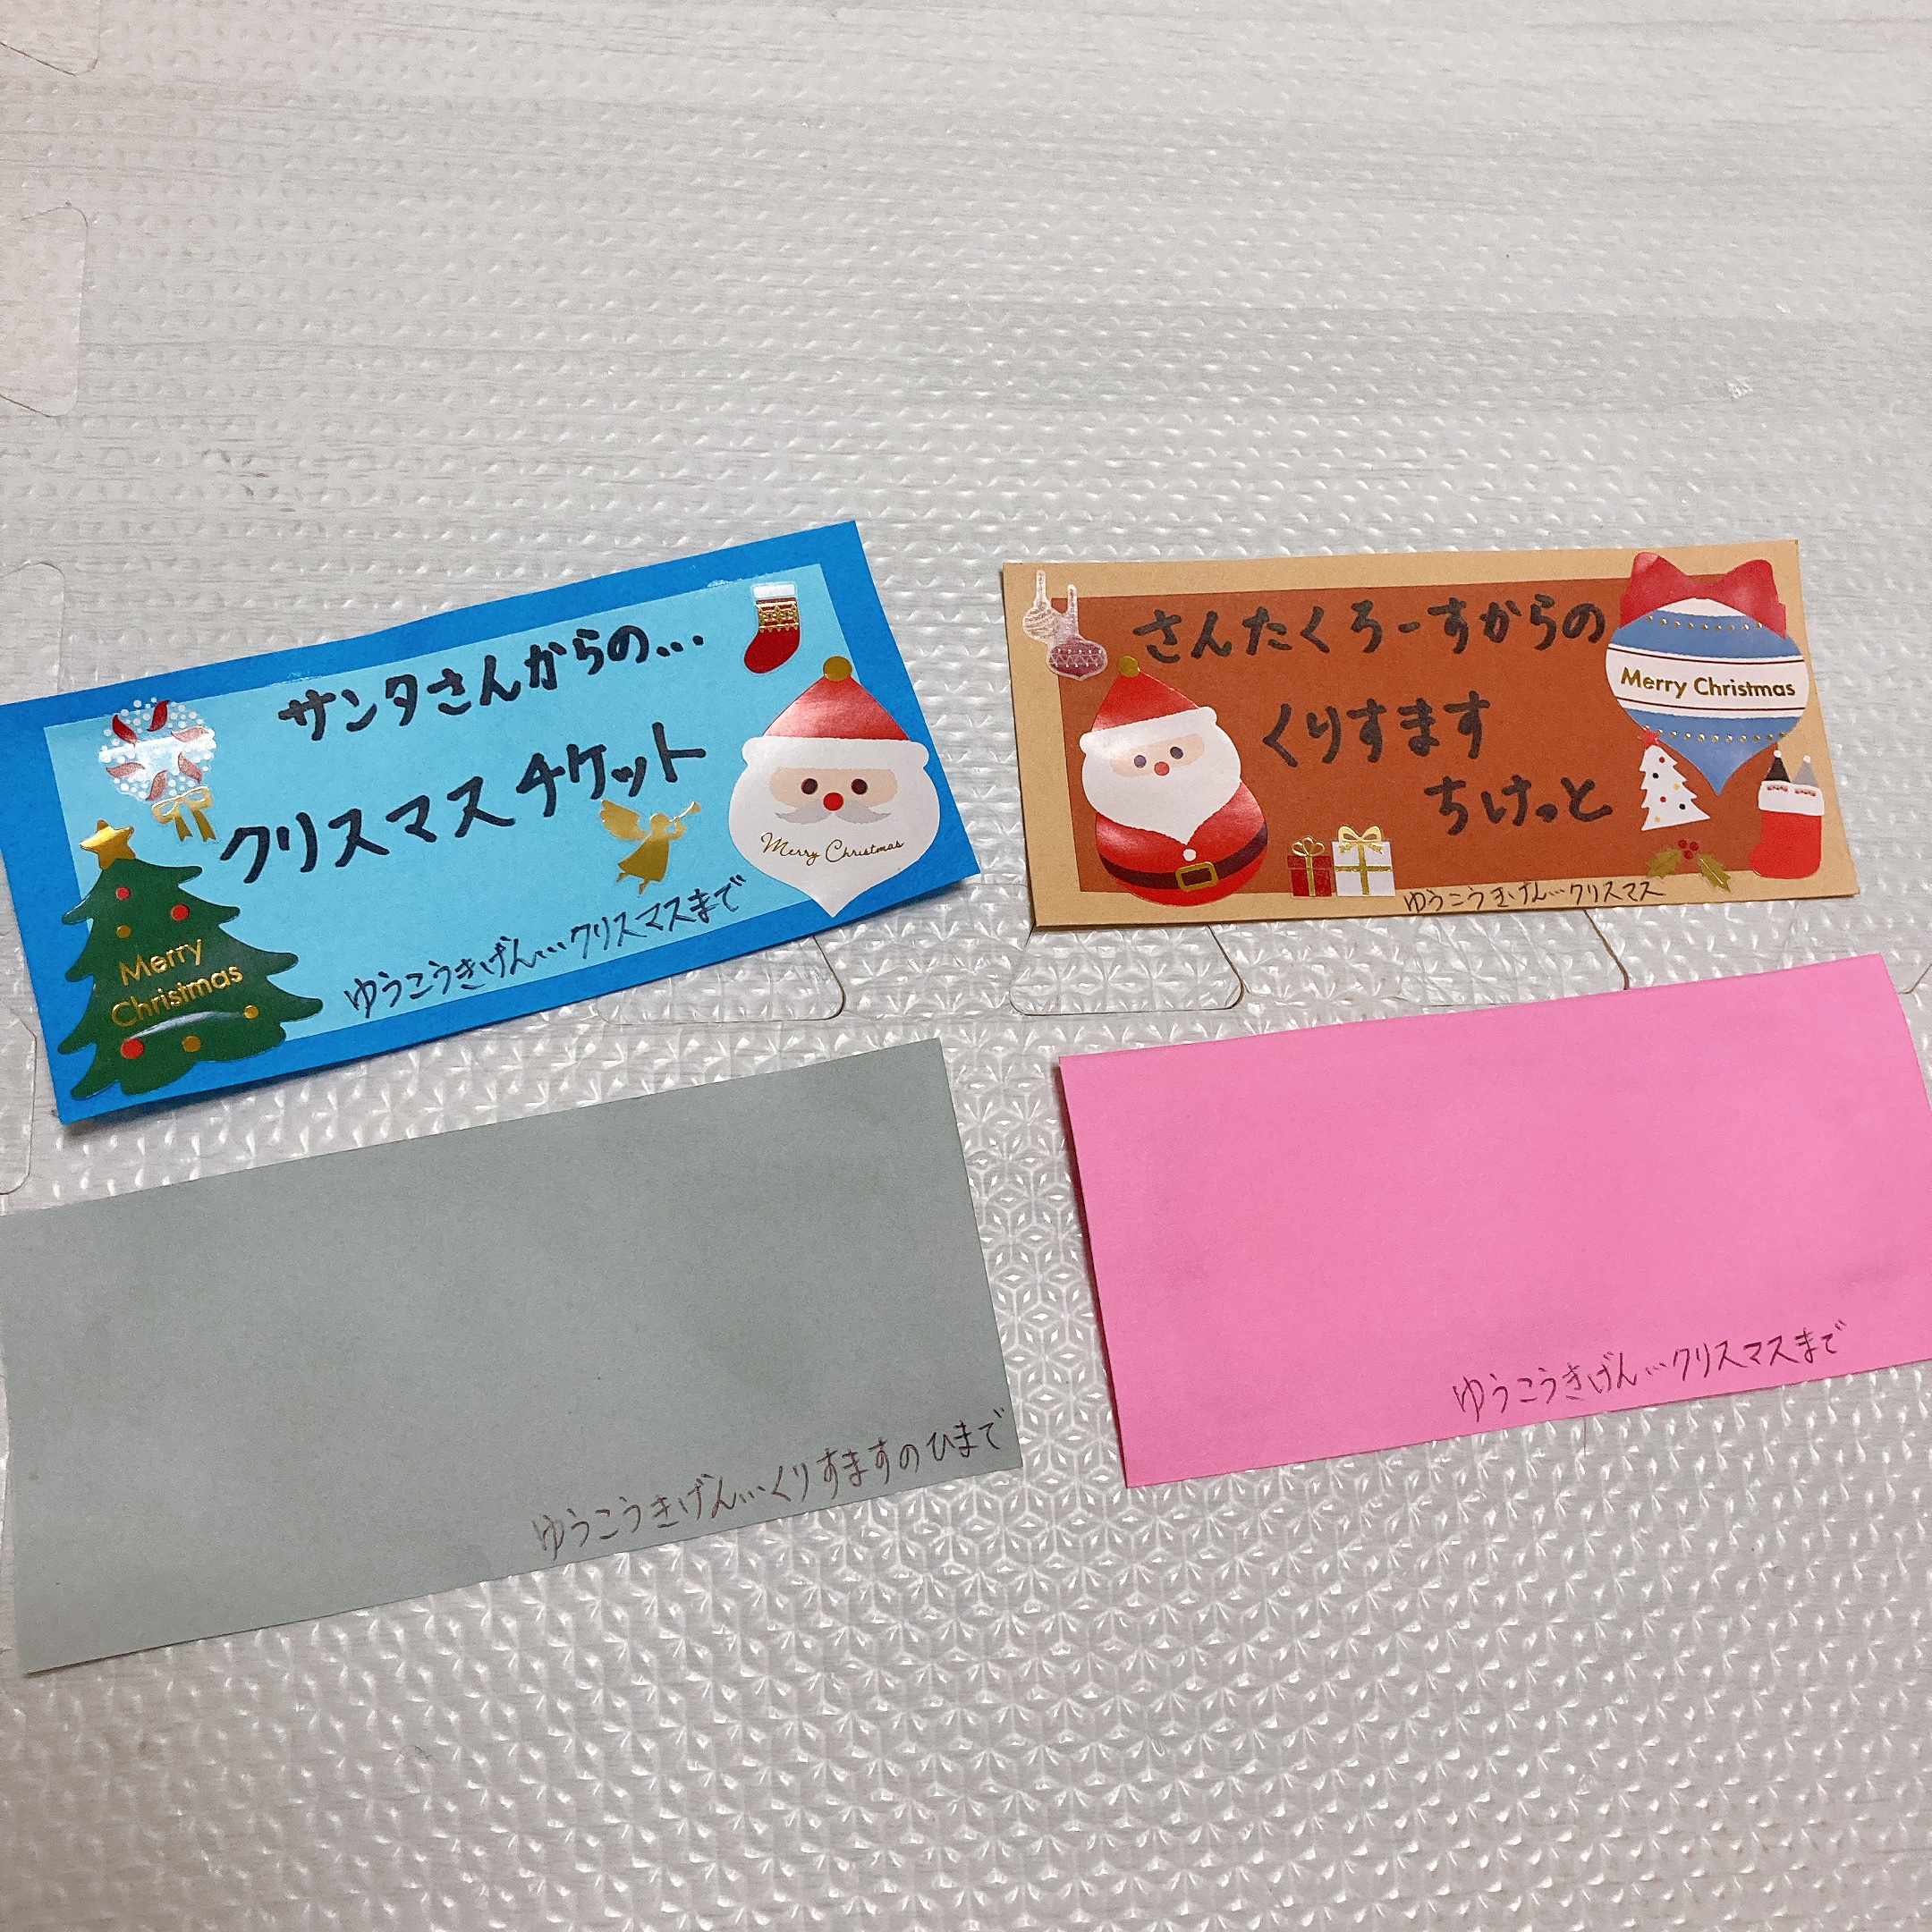 サンタさんからの...
クリスマスチケット
Merry Christmas
Merry
Christmas
ゆうこうきげん...クリスマスまで
さんたくろーすからの
Merry Christmas
くりすます
ちけっと
ゆうこうきげん...クリスマス
ゆうこうきげん...くりすますのひまで
ゆうこうきげん...クリスマスまで